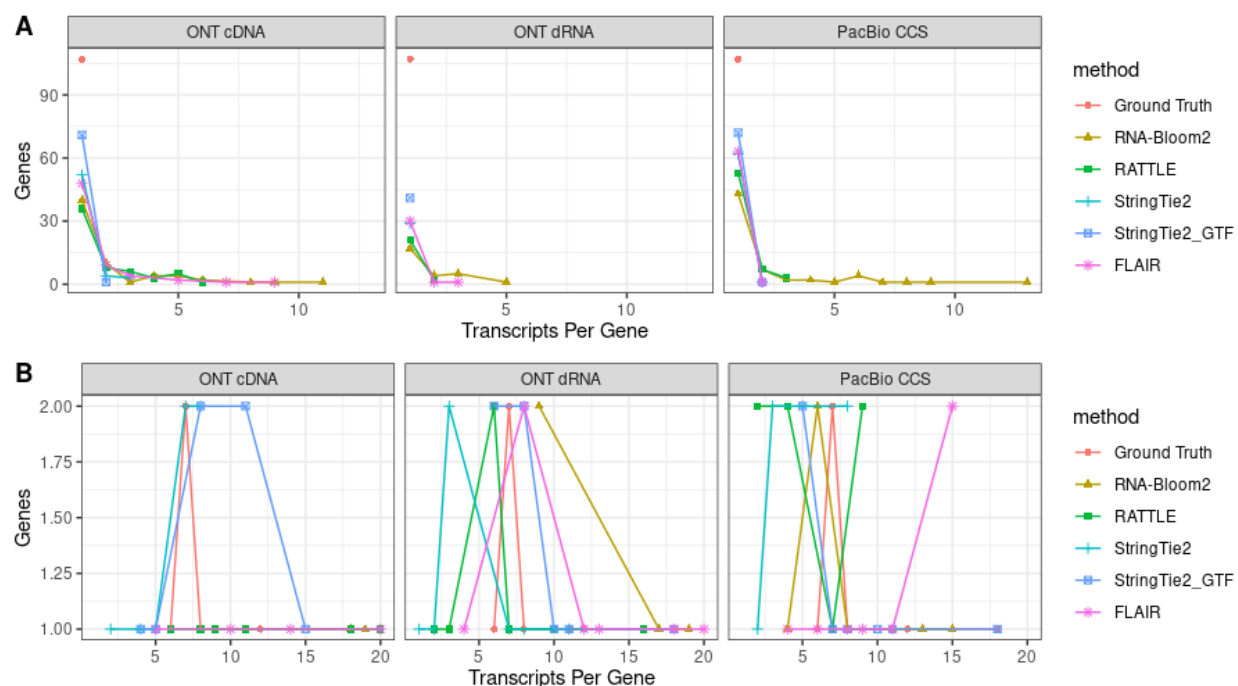 A
ONT cDNA
ONT dRNA
PacBio CCS
Genes
90
60
30
0
5
10
5
10
5
10
Transcripts Per Gene
method
Ground Truth
RNA-Bloom2
RATTLE
StringTie2
StringTie2_GTF
FLAIR
B
ONT cDNA
ONT dRNA
PacBio CCS
Genes
2.00
1.75
1.50
1.25
1.00
5
10
15
20
5
10
15
20
5
10
15
20
Transcripts Per Gene
method
Ground Truth
RNA-Bloom2
RATTLE
StringTie2
StringTie2_GTF
FLAIR